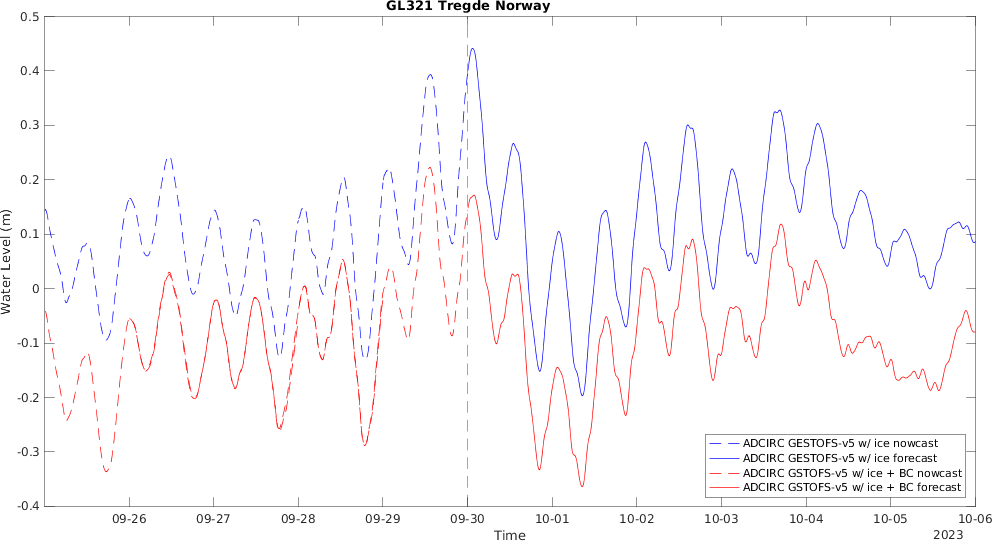 GL321 Tregde Norway
Water Level (m)
0.5
0.4
0.3
0.2
0.1
0
-0.1
-0.2
-0.3
-0.4
ADCIRC GESTOFS-v5 w/ ice nowcast
ADCIRC GESTOFS-v5 w/ ice forecast
ADCIRC GSTOFS-v5 w/ ice + BC nowcast
ADCIRC GSTOFS-v5 w/ ice + BC forecast
09-26 09-27 09-28 09-29 09-30 10-01 10-02 10-03 10-04 10-05 10-06
Time
2023